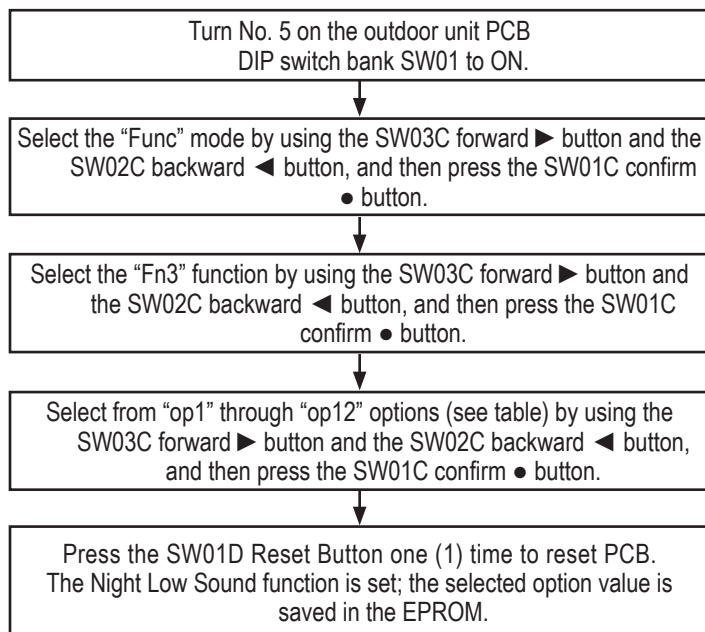 Turn No. 5 on the outdoor unit PCB
DIP switch bank SW01 to ON.
Select the “Func” mode by using the SW03C forward ► button and the
SW02C backward ◄ button, and then press the SW01C confirm
● button.
Select the “Fn3” function by using the SW03C forward ► button and
the SW02C backward ◄ button, and then press the SW01C
confirm ● button.
Select from “op1” through “op12” options (see table) by using the
SW03C forward ► button and the SW02C backward ◄ button,
and then press the SW01C confirm ● button.
Press the SW01D Reset Button one (1) time to reset PCB.
The Night Low Sound function is set; the selected option value is
saved in the EPROM.